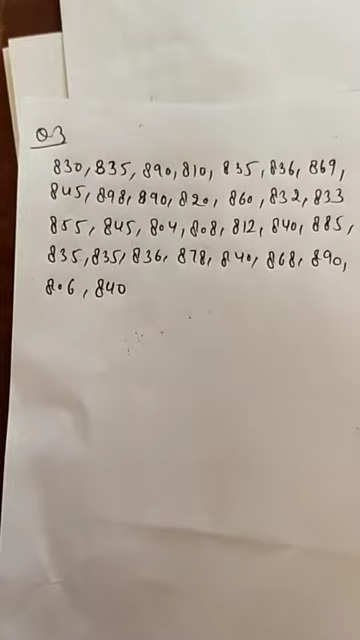 Q3
830, 835, 890, 810, 835, 836, 869,
845, 898, 890, 820, 860, 832, 833
855, 845, 804, 808, 812, 840, 885,
835, 835, 836, 878, 840, 868, 890,
806, 840